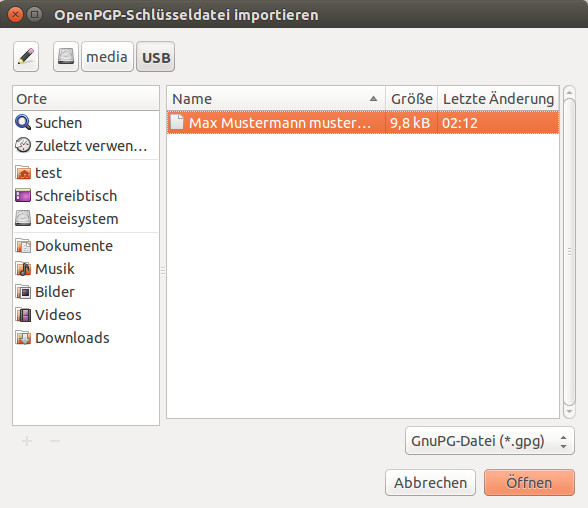 OpenPGP-Schlüsseldatei importieren
media USB
Orte
Suchen
Zuletzt verwen...
test
Schreibtisch
Dateisystem
Dokumente
Musik
Bilder
Videos
Downloads
Name Größe Letzte Änderung
Max Mustermann muster... 9,8 kB 02:12
GnuPG-Datei (*.gpg)
Abbrechen Öffnen